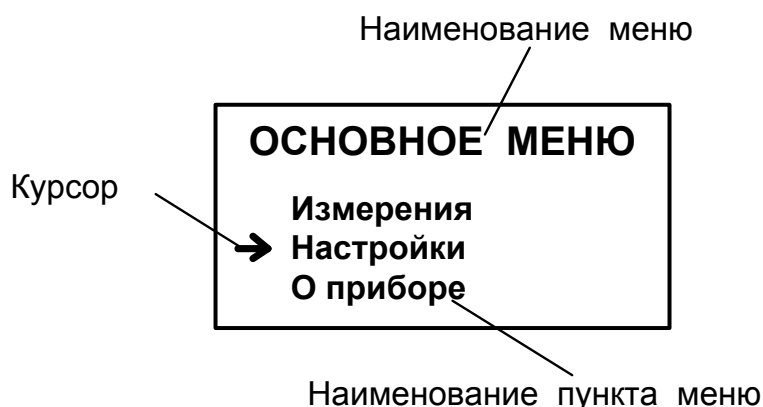 Наименование меню
ОСНОВНОЕ МЕНЮ
Курсор
Измерения
Настройки
О приборе
Наименование пункта меню